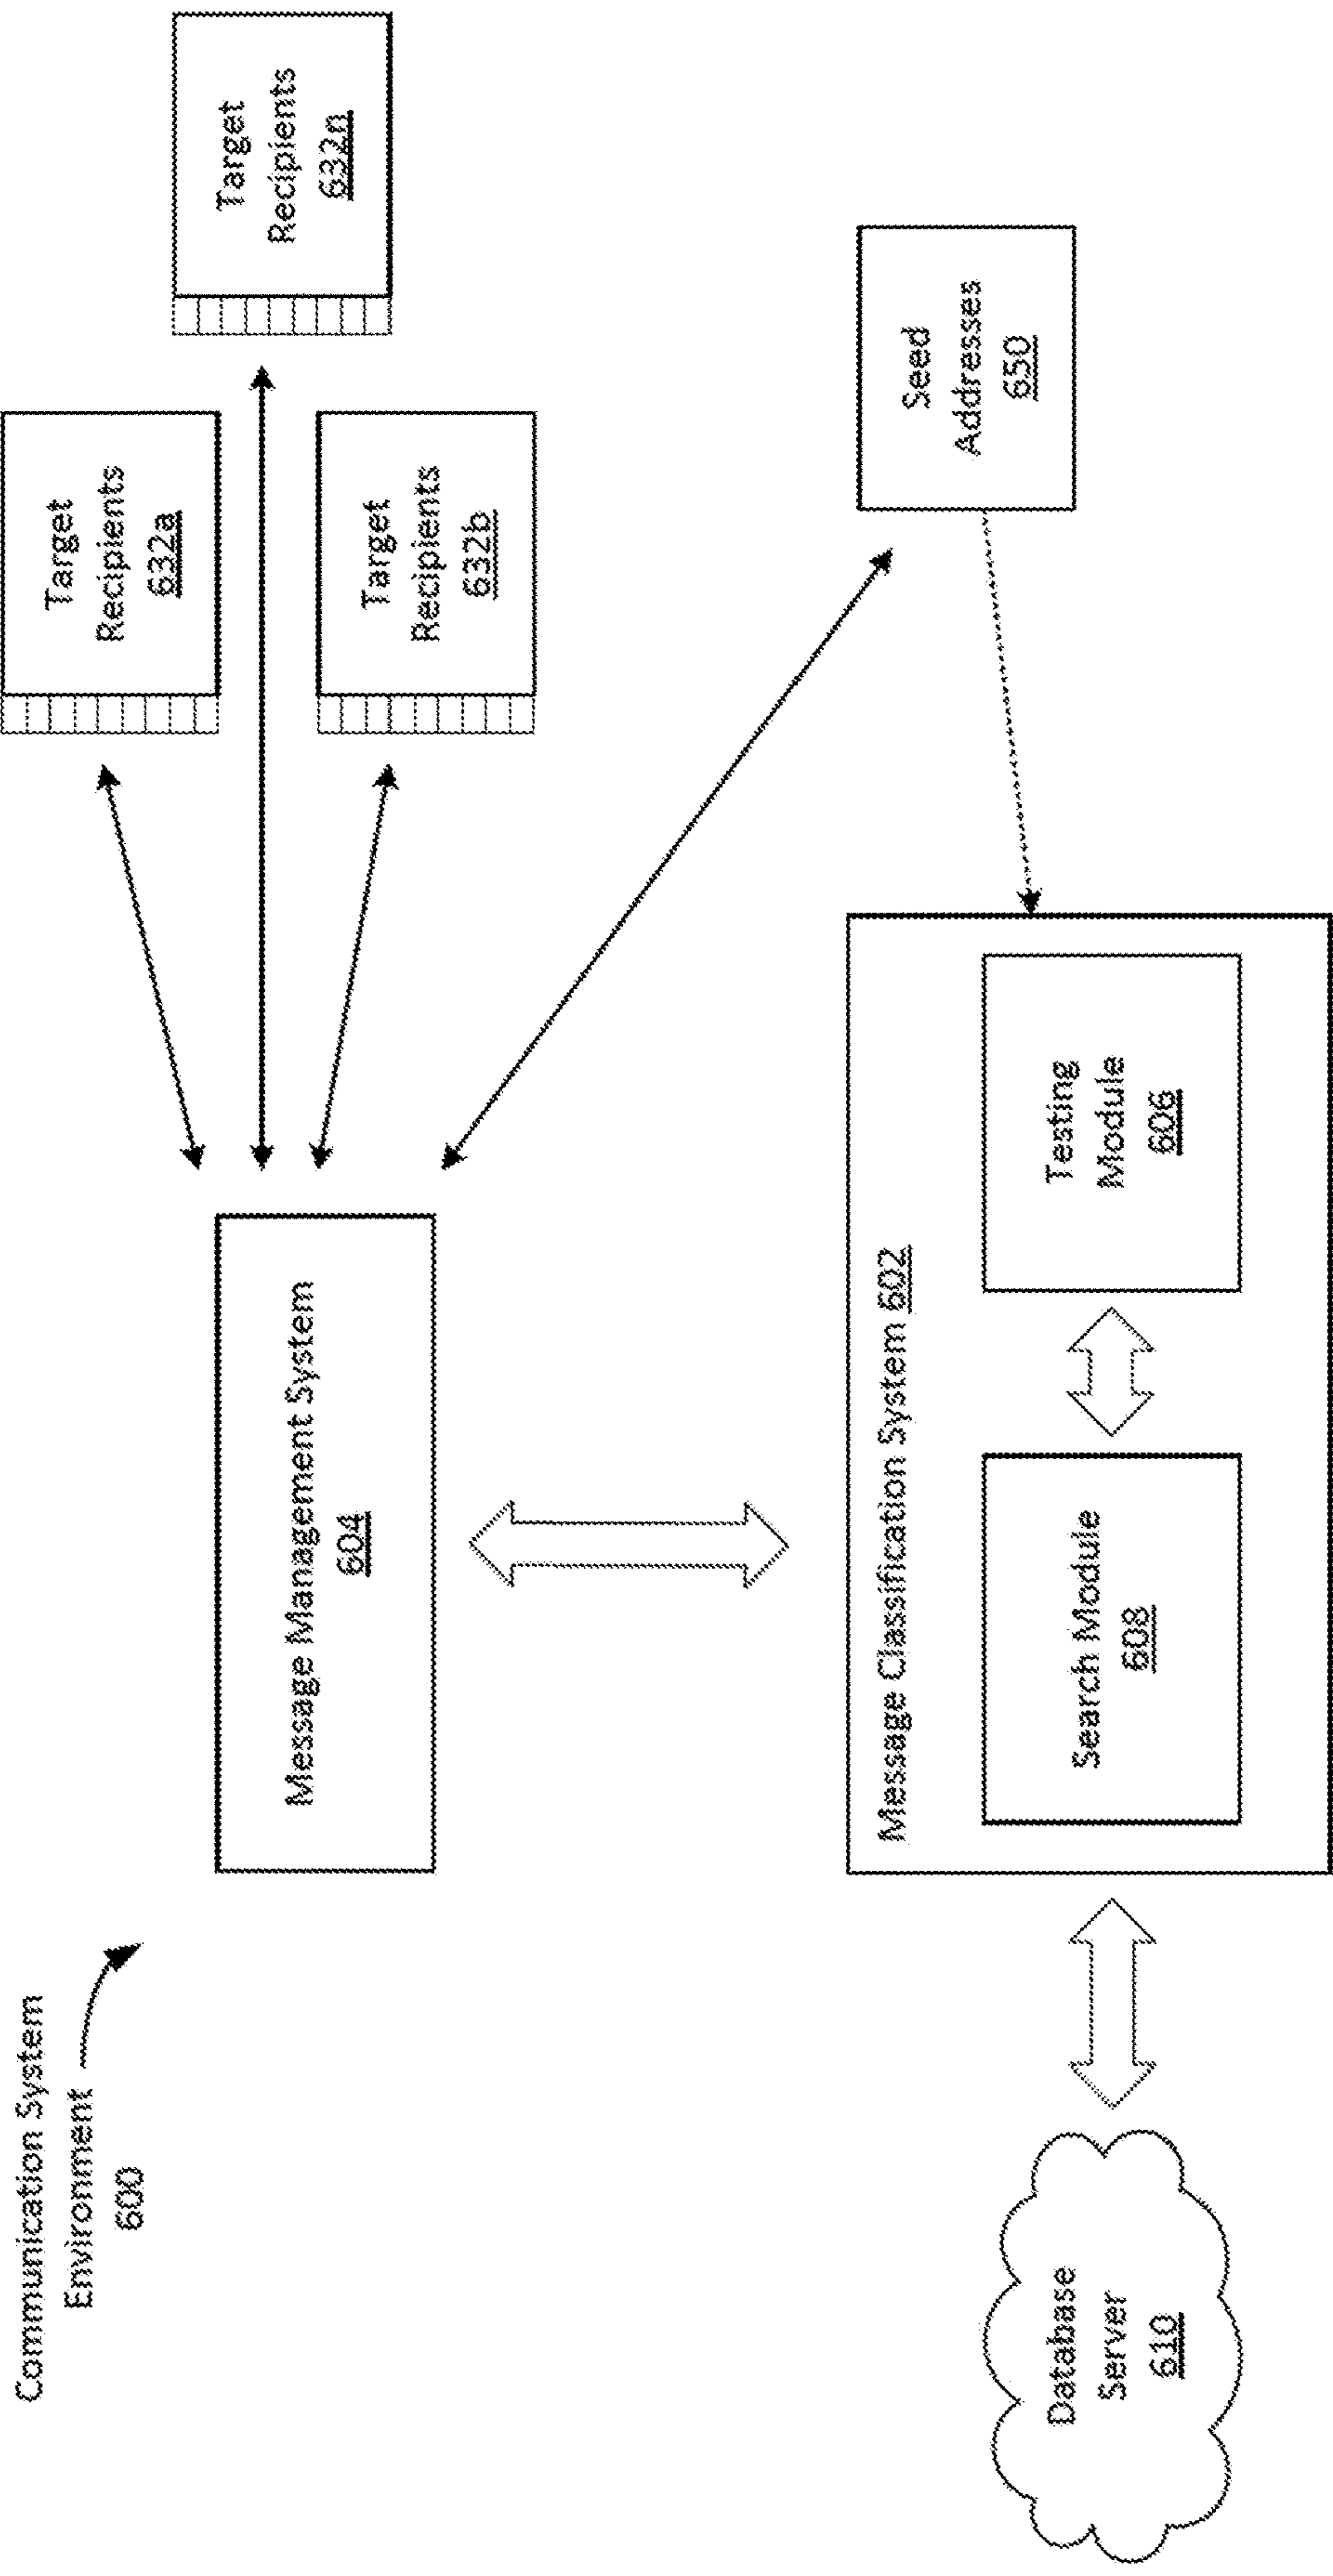 Communication System
Environment
600
Message Management System
604
Target
Recipients
632a
Target
Recipients
632b
Target
Recipients
632n
Seed
Addresses
650
Message Classification System 602
Search Module
608
Testing
Module
606
Database
Server
610